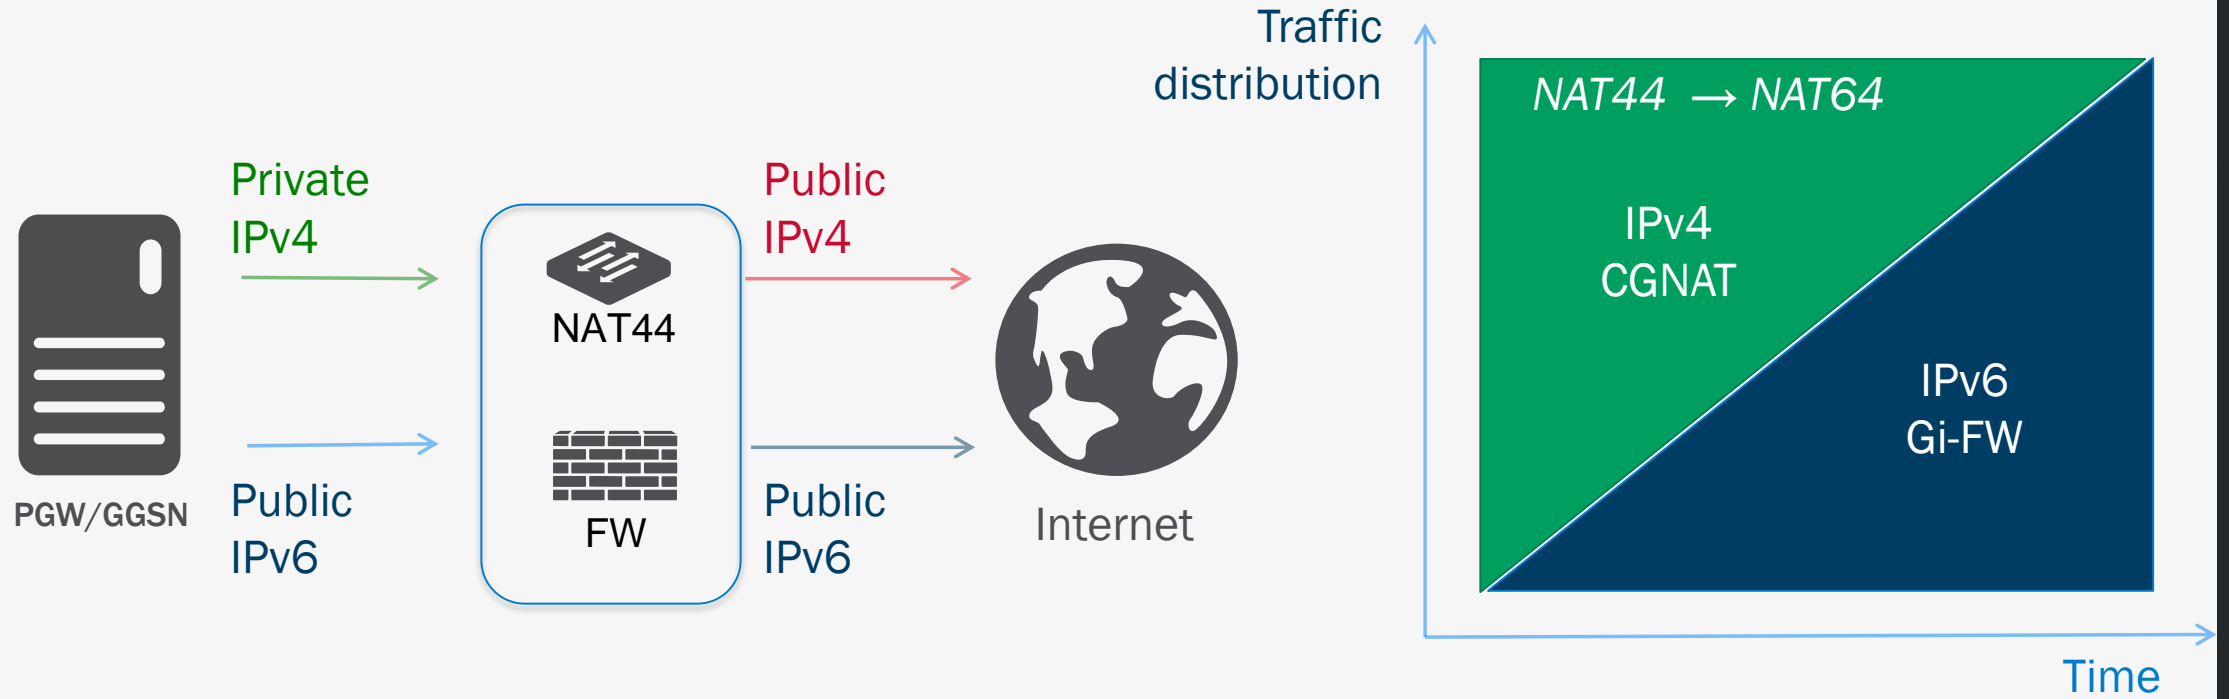 Private
IPv4
Public
IPv4
NAT44
PGW/GGSN
Public
IPv6
FW
Public
IPv6
Internet
Traffic
distribution
NAT44 → NAT64
IPv4
CGNAT
IPv6
Gi-FW
Time